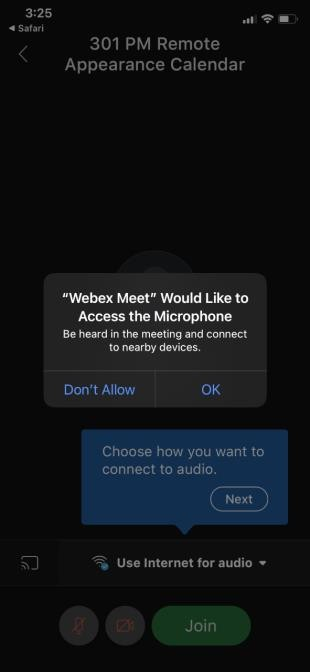 3:25
◀ Safari
301 PM Remote
Appearance Calendar
“Webex Meet” Would Like to
Access the Microphone
Be heard in the meeting and connect
to nearby devices.
Don’t Allow
OK
Choose how you want to
connect to audio.
Next
Use Internet for audio
Join